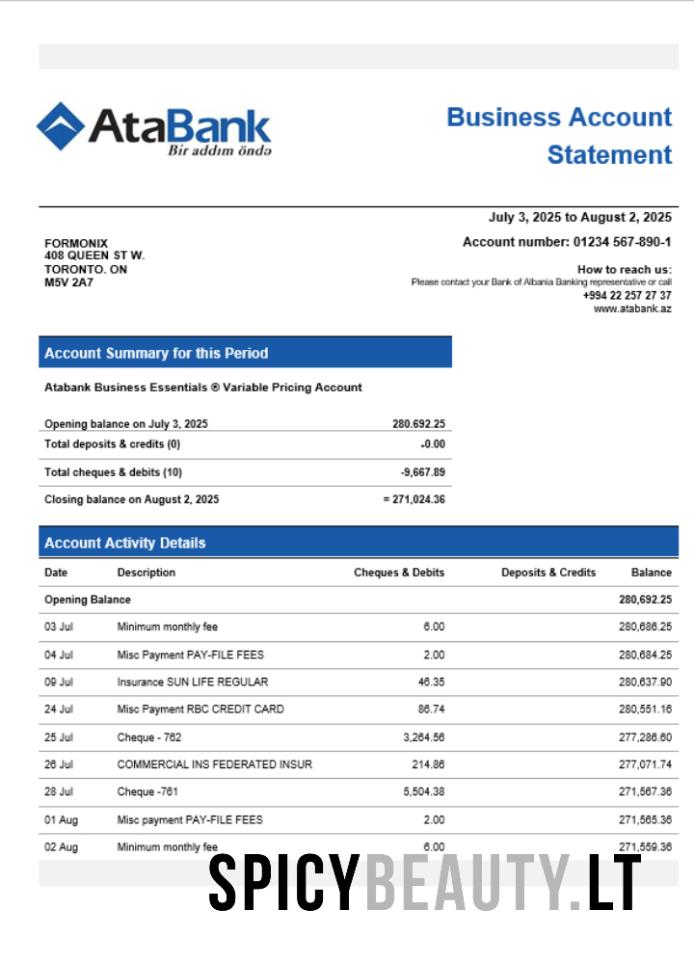 AtaBank
Bir addım öndə
Business Account
Statement
July 3, 2025 to August 2, 2025
Account number: 01234 567-890-1
FORMONIX
408 QUEEN ST W.
TORONTO. ON
M5V 2A7
How to reach us:
Please contact your Bank of Albania Banking representative or call
+994 22 257 27 37
www.atabank.az
Account Summary for this Period
Atabank Business Essentials ® Variable Pricing Account
Opening balance on July 3, 2025 280.692.25
Total deposits & credits (0) -0.00
Total cheques & debits (10) -9,667.89
Closing balance on August 2, 2025 = 271,024.36
Account Activity Details
Date Description Cheques & Debits Deposits & Credits Balance
Opening Balance 280,692.25
03 Jul Minimum monthly fee 6.00 280,686.25
04 Jul Misc Payment PAY-FILE FEES 2.00 280,684.25
09 Jul Insurance SUN LIFE REGULAR 46.35 280,637.90
24 Jul Misc Payment RBC CREDIT CARD 86.74 280,551.16
25 Jul Cheque - 762 3,264.56 277,286.60
26 Jul COMMERCIAL INS FEDERATED INSUR 214.86 277,071.74
28 Jul Cheque -761 5,504.38 271,567.36
01 Aug Misc payment PAY-FILE FEES 2.00 271,565.36
02 Aug Minimum monthly fee 6.00 271,559.36
SPICYBEAUTY.LT